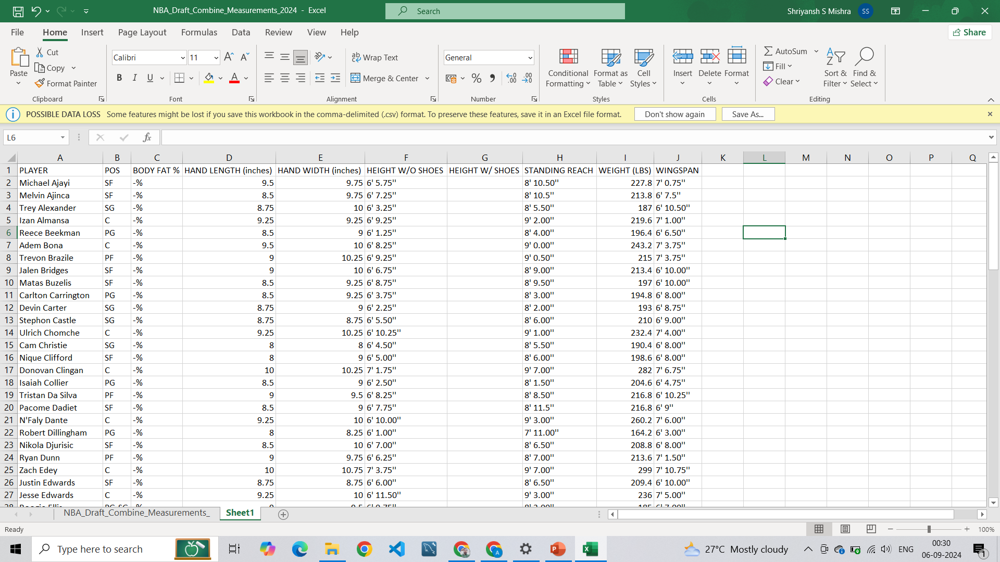 NBA_Draft_Combine_Measurements_2024 - Excel
Search
Shriyansh S Mishra SS
File Home Insert Page Layout Formulas Data Review View Help Share
Paste Cut Copy Format Painter Clipboard
Calibri 11 B I U A Font
Wrap Text Merge & Center Alignment
General % Number
Conditional Formatting Format as Table Cell Styles Styles
Insert Delete Format Cells
AutoSum Fill Clear Sort & Filter Find & Select Editing
POSSIBLE DATA LOSS Some features might be lost if you save this workbook in the comma-delimited (.csv) format. To preserve these features, save it in an Excel file format. Don't show again Save As...
L6 fx
A B C D E F G H I J K L M N O P Q
1 PLAYER POS BODY FAT % HAND LENGTH (inches) HAND WIDTH (inches) HEIGHT W/O SHOES HEIGHT W/ SHOES STANDING REACH WEIGHT (LBS) WINGSPAN
2 Michael Ajayi SF -% 9.5 9.75 6' 5.75'' 8' 10.50'' 227.8 7' 0.75''
3 Melvin Ajinca SF -% 8.5 9.75 6' 7.25'' 8' 10.5'' 213.8 6' 7.5''
4 Trey Alexander SG -% 8.75 10 6' 3.25'' 8' 5.50'' 187 6' 10.50''
5 Izan Almansa C -% 9.25 9.25 6' 9.25'' 9' 2.00'' 219.6 7' 1.00''
6 Reece Beekman PG -% 8.5 9 6' 1.25'' 8' 4.00'' 196.4 6' 6.50''
7 Adem Bona C -% 9.5 10 6' 8.25'' 9' 0.00'' 243.2 7' 3.75''
8 Trevon Brazile PF -% 9 10.25 6' 9.25'' 9' 0.50'' 215 7' 3.75''
9 Jalen Bridges SF -% 9 10 6' 6.75'' 8' 9.00'' 213.4 6' 10.00''
10 Matas Buzelis SF -% 8.5 9.25 6' 8.75'' 8' 9.50'' 197 6' 10.00''
11 Carlton Carrington PG -% 8.5 9.25 6' 3.75'' 8' 3.00'' 194.8 6' 8.00''
12 Devin Carter SG -% 8.75 9 6' 2.25'' 8' 2.00'' 193 6' 8.75''
13 Stephon Castle SG -% 8.75 8.75 6' 5.50'' 8' 6.00'' 210 6' 9.00''
14 Ulrich Chomche C -% 9.25 10.25 6' 10.25'' 9' 1.00'' 232.4 7' 4.00''
15 Cam Christie SG -% 8 8 6' 4.50'' 8' 5.50'' 190.4 6' 8.00''
16 Nique Clifford SF -% 8 9 6' 5.00'' 8' 6.00'' 198.6 6' 8.00''
17 Donovan Clingan C -% 10 10.25 7' 1.75'' 9' 7.00'' 282 7' 6.75''
18 Isaiah Collier PG -% 8.5 9 6' 2.50'' 8' 1.50'' 204.6 6' 4.75''
19 Tristan Da Silva PF -% 9 9.5 6' 8.25'' 8' 8.50'' 216.8 6' 10.25''
20 Pacome Dadiet SF -% 8.5 9 6' 7.75'' 8' 11.5'' 216.8 6' 9''
21 N'Faly Dante C -% 9.25 10 6' 10.00'' 9' 3.00'' 260.2 7' 6.00''
22 Robert Dillingham PG -% 8 8.25 6' 1.00'' 7' 11.00'' 164.2 6' 3.00''
23 Nikola Djurisic SF -% 8.5 10 6' 7.00'' 8' 6.50'' 208.8 6' 8.00''
24 Ryan Dunn PF -% 9 9.75 6' 6.25'' 8' 7.00'' 213.6 7' 1.50''
25 Zach Edey C -% 10 10.75 7' 3.75'' 9' 7.00'' 299 7' 10.75''
26 Justin Edwards SF -% 8.75 8.75 6' 6.00'' 8' 6.50'' 209.4 6' 10.00''
27 Jesse Edwards C -% 9.25 10 6' 11.50'' 9' 3.00'' 236 7' 5.00''
NBA_Draft_Combine_Measurements_ Sheet1
Ready 100%
Type here to search 27°C Mostly cloudy ENG 00:30 06-09-2024 1